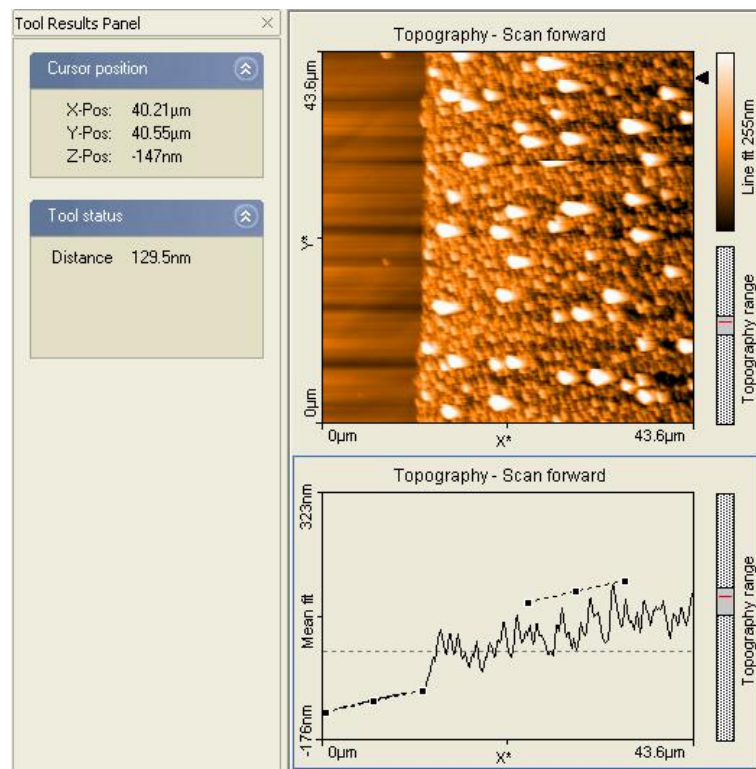 Tool Results Panel
Cursor position
X-Pos: 40.21µm
Y-Pos: 40.55µm
Z-Pos: -147nm
Tool status
Distance 129.5nm
Topography - Scan forward
43.6µm
Y*
0µm
0µm
X*
43.6µm
Line fit 255nm
Topography range
Topography - Scan forward
323nm
Mean fit
-176nm
0µm
X*
43.6µm
Topography range